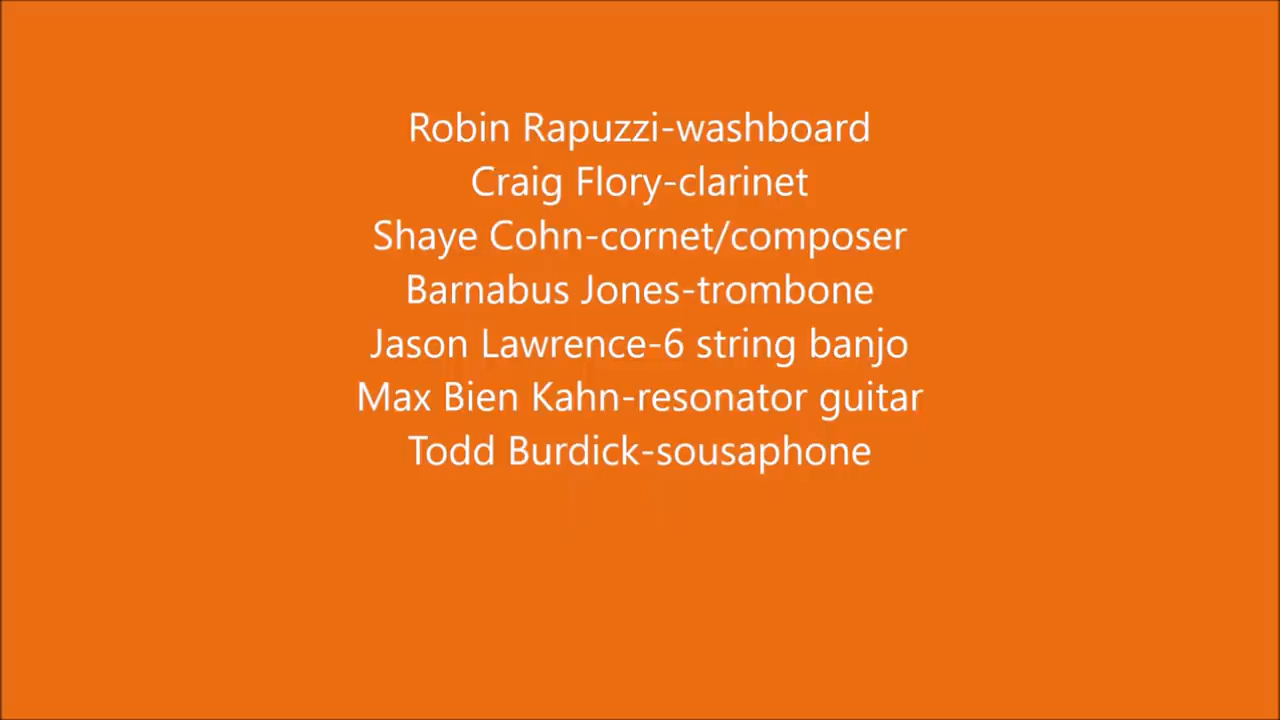 Robin Rapuzzi-washboard
Craig Flory-clarinet
Shaye Cohn-cornet/composer
Barnabus Jones-trombone
Jason Lawrence-6 string banjo
Max Bien Kahn-resonator guitar
Todd Burdick-sousaphone